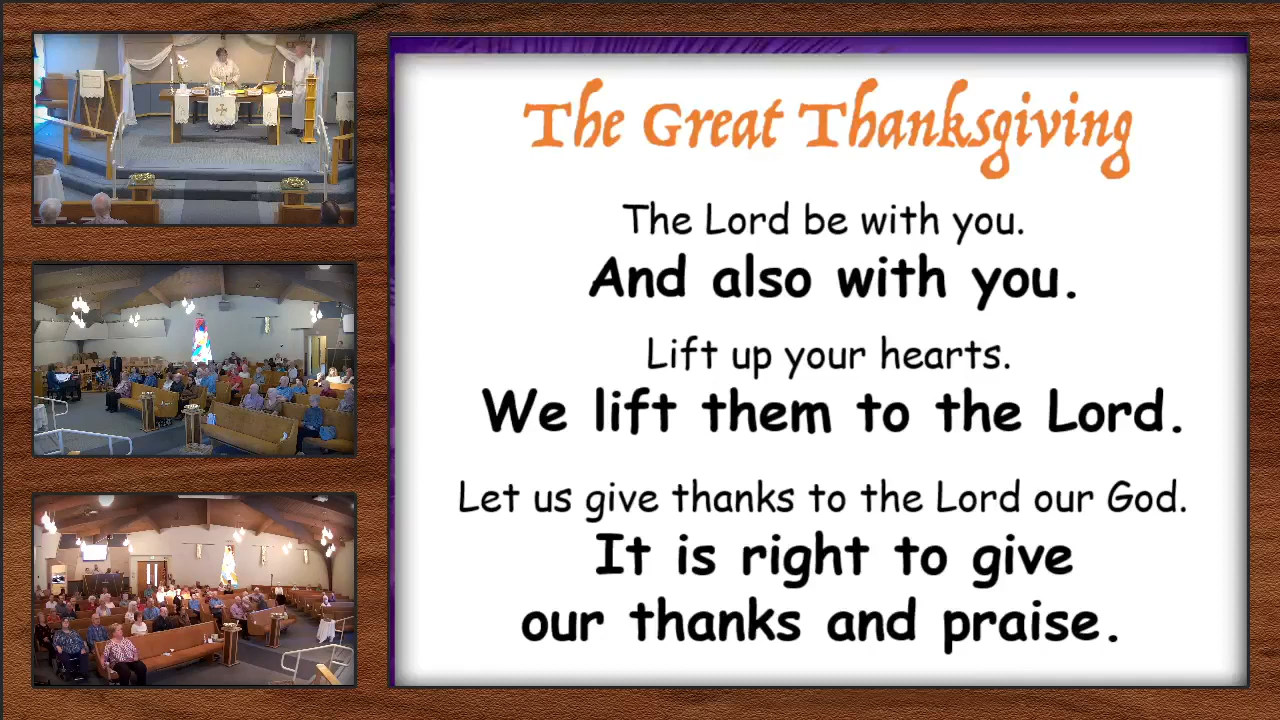 The Great Thanksgiving
The Lord be with you.
And also with you.
Lift up your hearts.
We lift them to the Lord.
Let us give thanks to the Lord our God.
It is right to give
our thanks and praise.